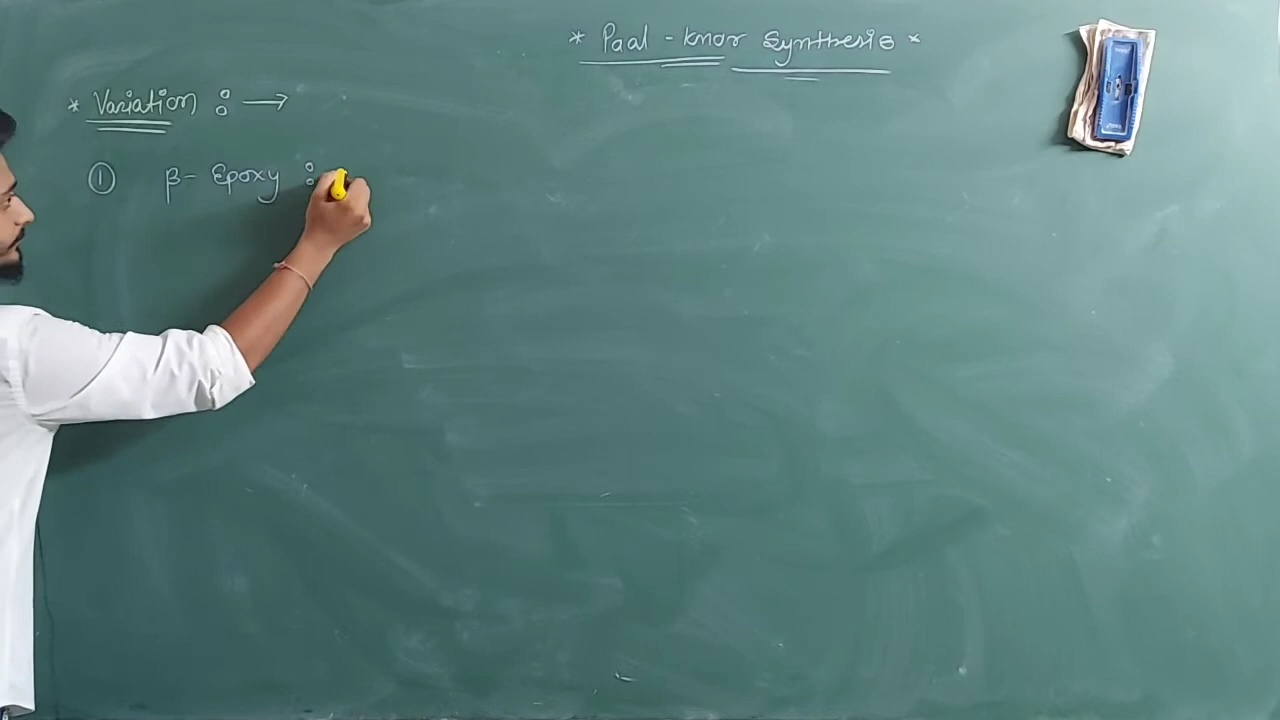 * Paal - Knor Synthesis *
* Variation : →
① β- Epoxy :